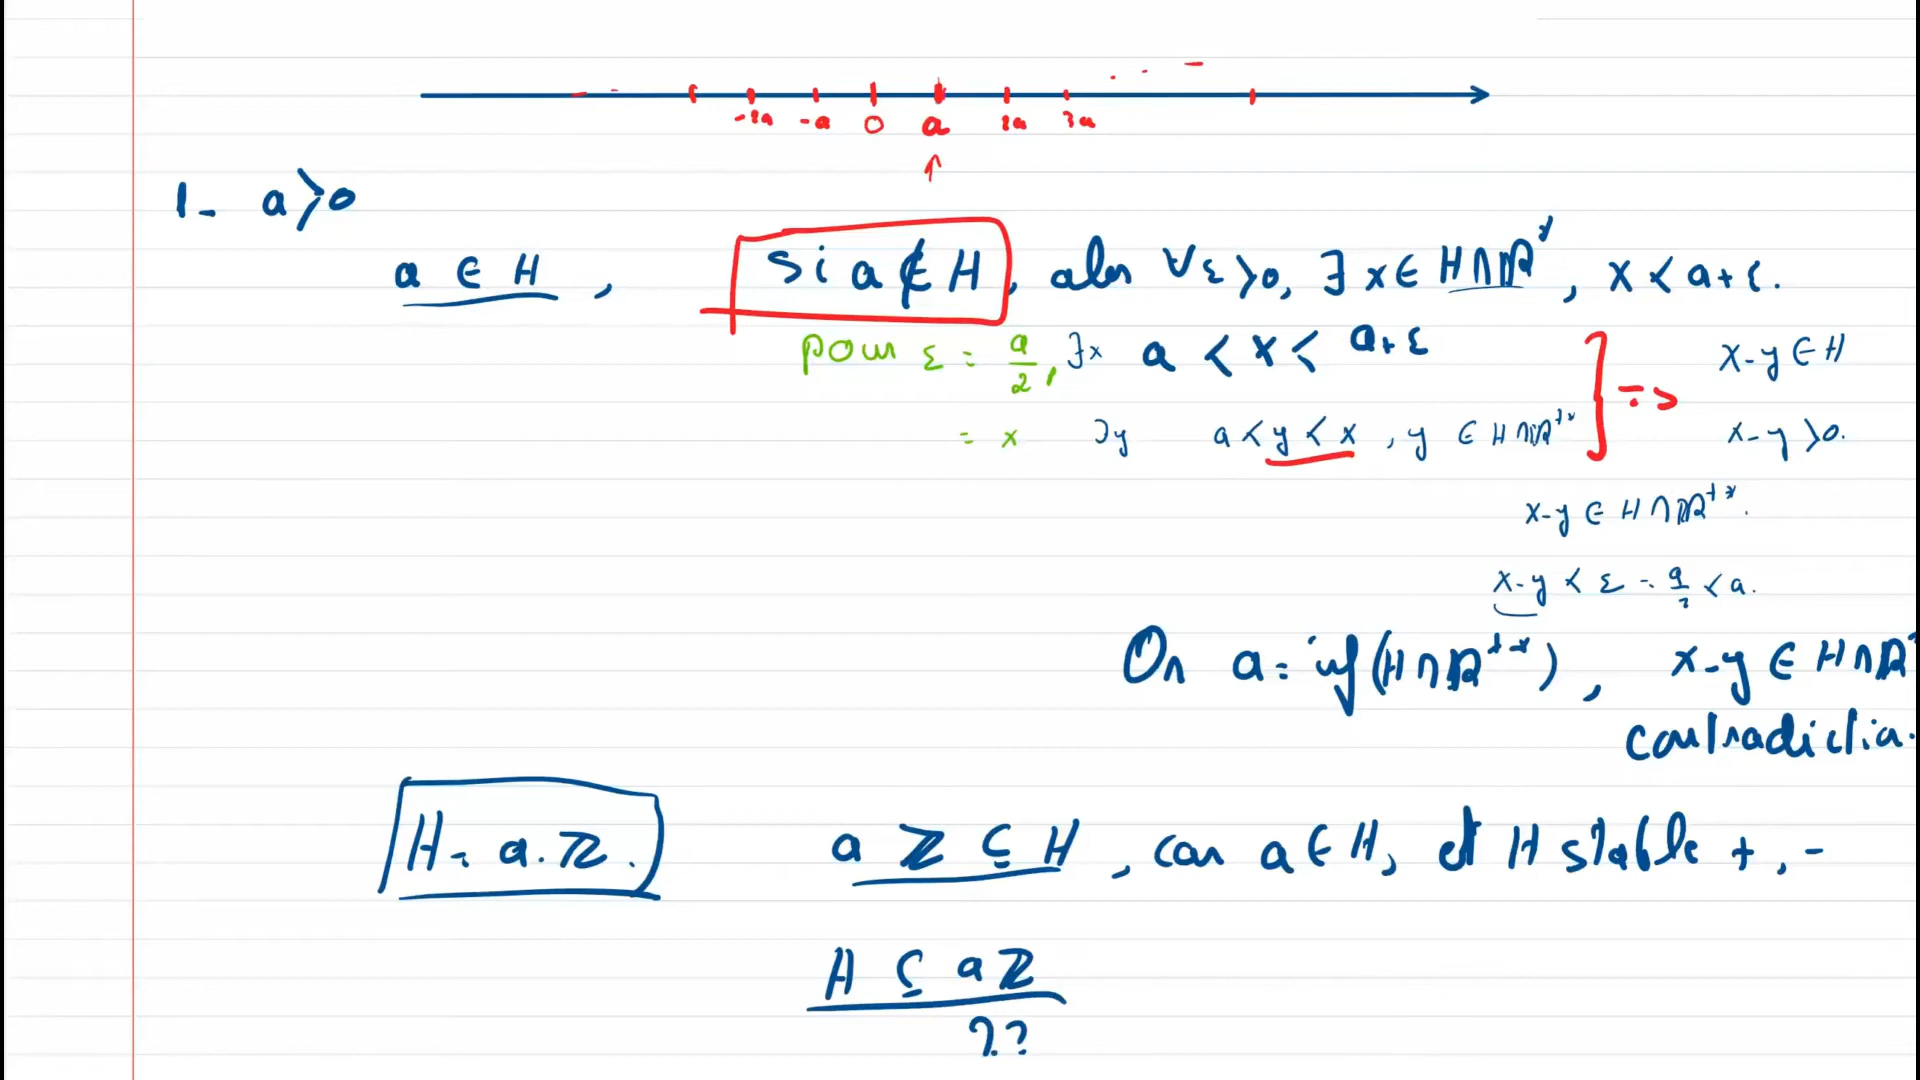 -2a -a 0 a 2a 3a
↑
1- a>0
a ∈ H , Si a ∉ H, alors ∀ε>0, ∃ x ∈ H∩ℝ*, x < a+ε.
pour ε = a/2, ∃x a < x < a+ε
= x ∃y a < y < x , y ∈ H∩ℝ+*
⇒ x-y ∈ H
x-y >0.
x-y ∈ H∩ℝ+*.
x-y < ε = a/2 < a.
Or a = inf(H∩ℝ+*), x-y ∈ H∩ℝ+
contradiction.
H = a.ℤ. a ℤ ⊆ H , car a ∈ H, et H stable +, -
H ⊆ aℤ
??